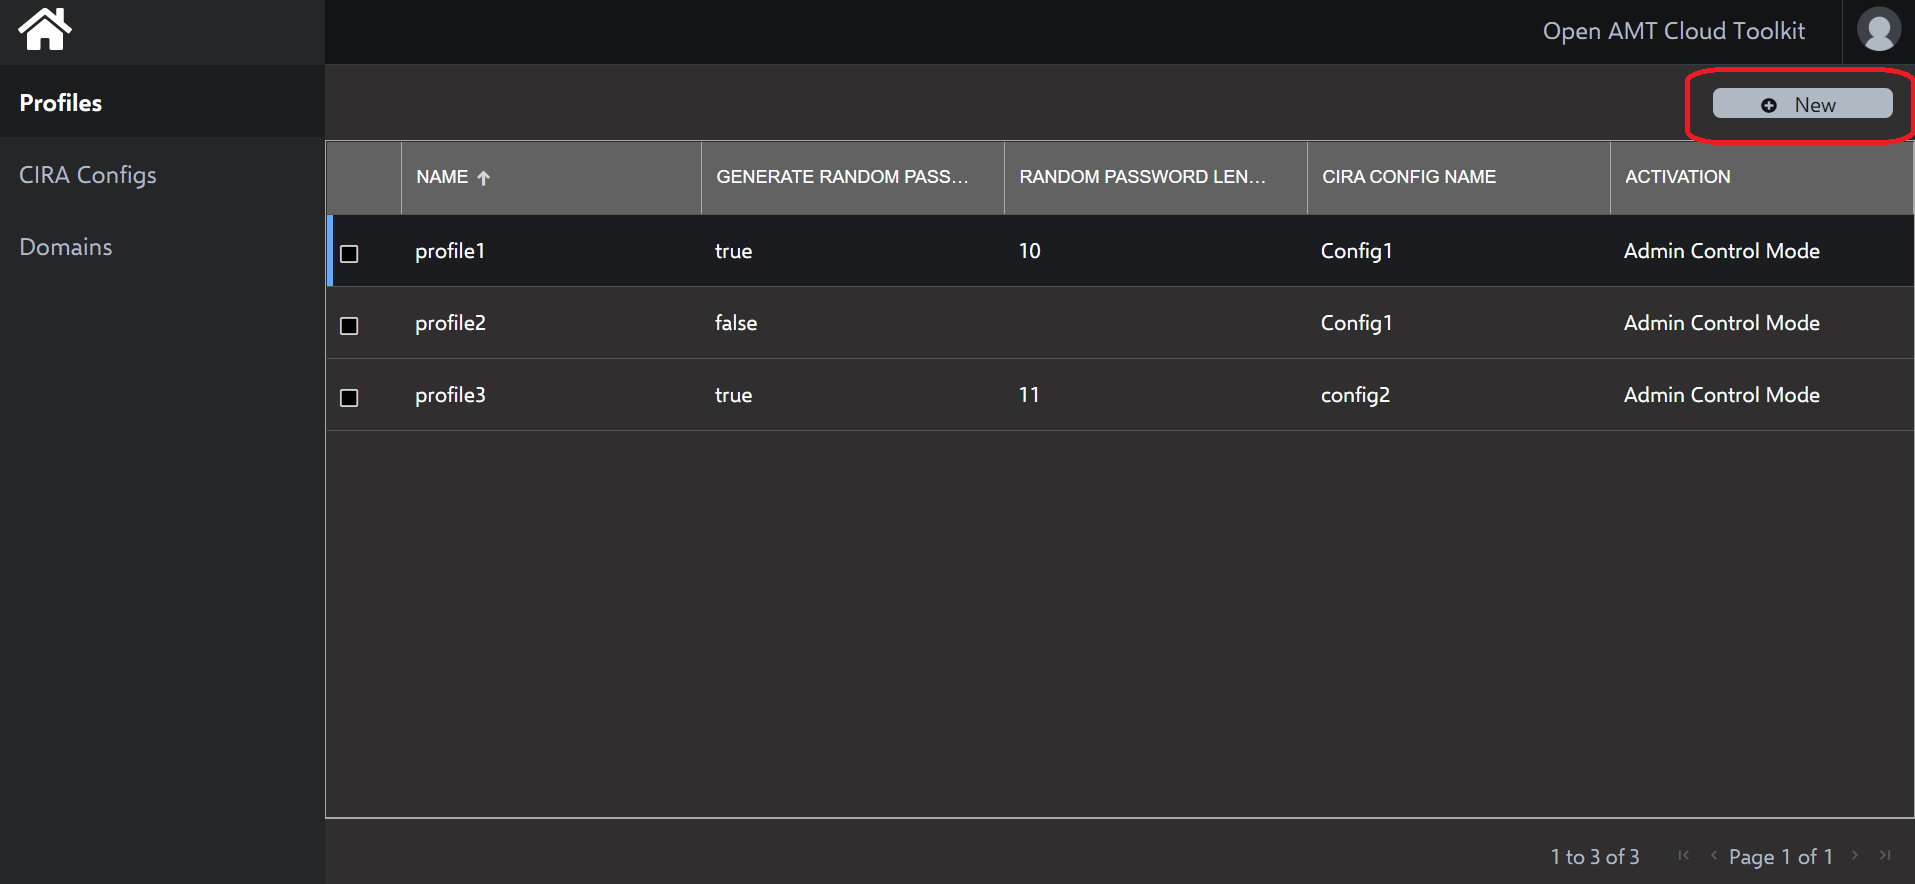 Open AMT Cloud Toolkit
Profiles
CIRA Configs
Domains
New
NAME GENERATE RANDOM PASS... RANDOM PASSWORD LEN... CIRA CONFIG NAME ACTIVATION
profile1 true 10 Config1 Admin Control Mode
profile2 false Config1 Admin Control Mode
profile3 true 11 config2 Admin Control Mode
1 to 3 of 3 Page 1 of 1